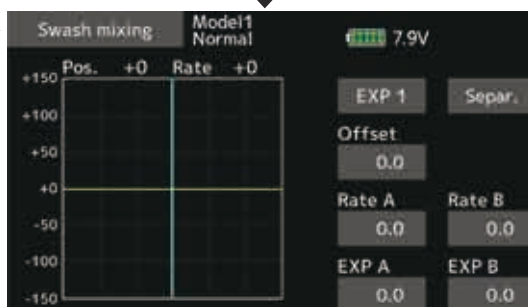 Swash mixing Model1 7.9V
Normal
Pos. +0 Rate +0
+150
+100
+50
+0
-50
-100
-150
EXP 1 Separ.
Offset
0.0
Rate A Rate B
0.0 0.0
EXP A EXP B
0.0 0.0